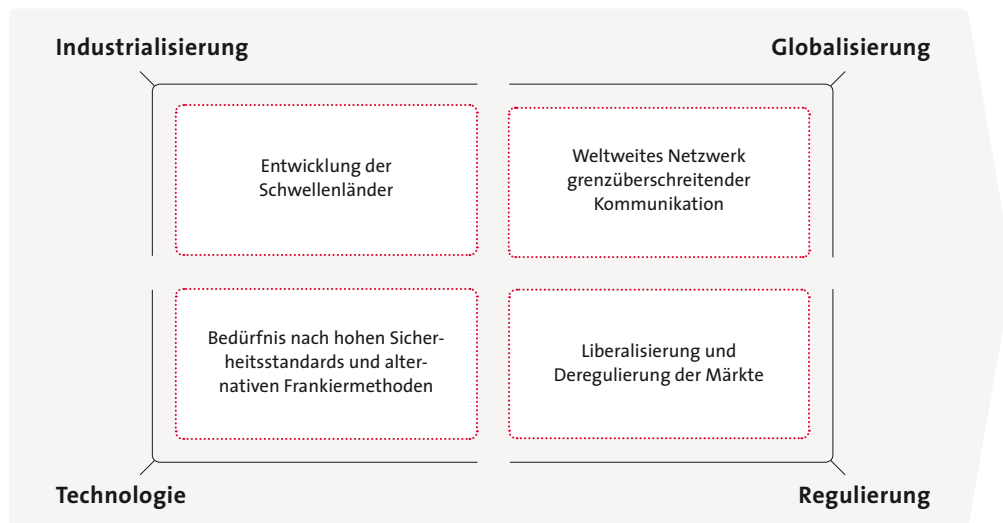 Industrialisierung
Globalisierung
Entwicklung der
Schwellenländer
Weltweites Netzwerk
grenzüberschreitender
Kommunikation
Bedürfnis nach hohen Sicher-
heitsstandards und alter-
nativen Frankiermethoden
Liberalisierung und
Deregulierung der Märkte
Technologie
Regulierung